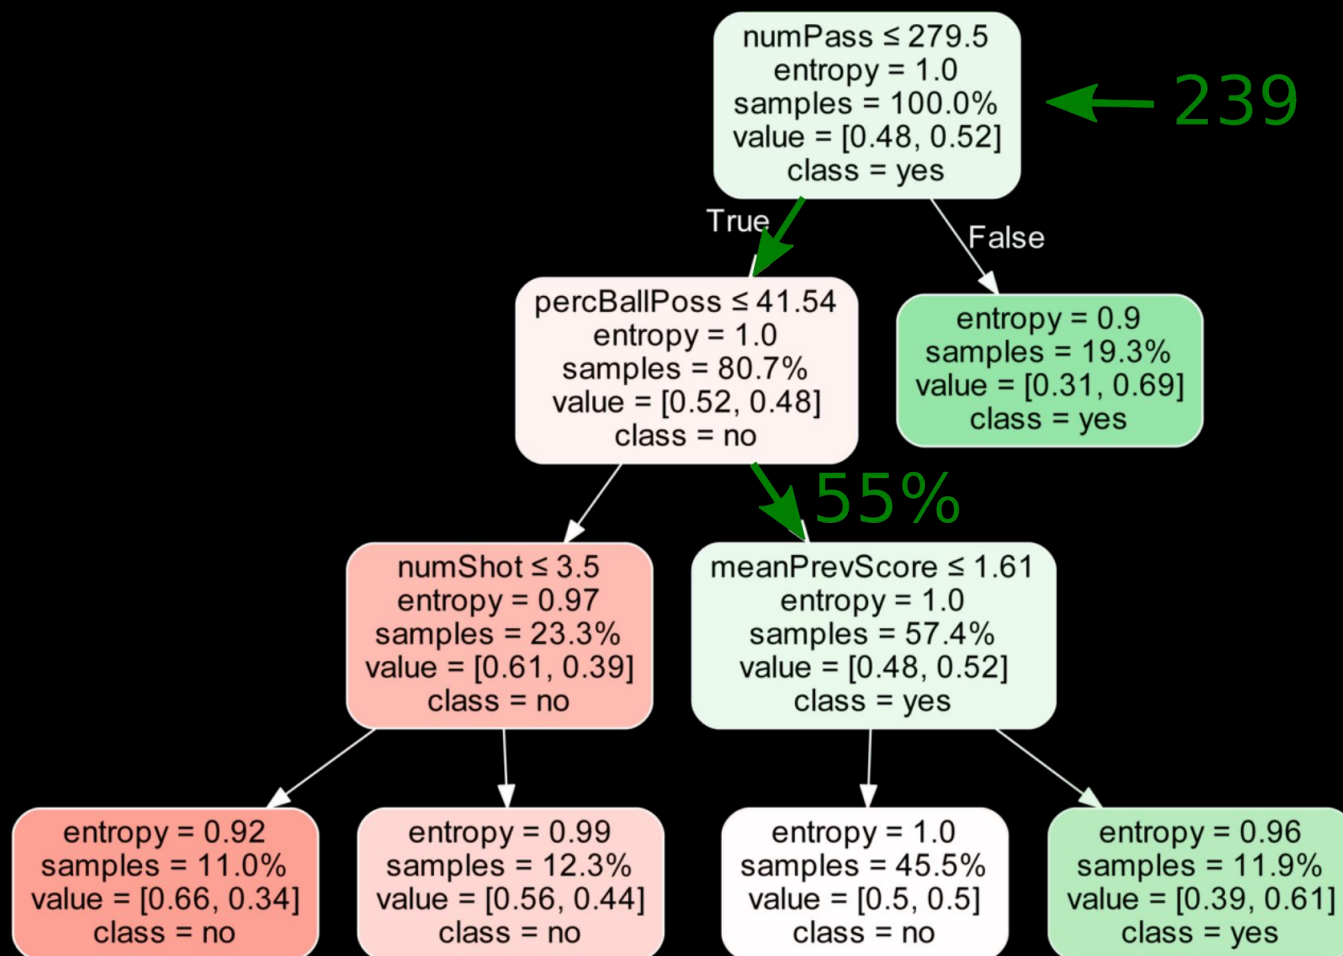 numPass ≤ 279.5
entropy = 1.0
samples = 100.0%
value = [0.48, 0.52]
class = yes
239
True
False
percBallPoss ≤ 41.54
entropy = 1.0
samples = 80.7%
value = [0.52, 0.48]
class = no
entropy = 0.9
samples = 19.3%
value = [0.31, 0.69]
class = yes
55%
numShot ≤ 3.5
entropy = 0.97
samples = 23.3%
value = [0.61, 0.39]
class = no
meanPrevScore ≤ 1.61
entropy = 1.0
samples = 57.4%
value = [0.48, 0.52]
class = yes
entropy = 0.92
samples = 11.0%
value = [0.66, 0.34]
class = no
entropy = 0.99
samples = 12.3%
value = [0.56, 0.44]
class = no
entropy = 1.0
samples = 45.5%
value = [0.5, 0.5]
class = no
entropy = 0.96
samples = 11.9%
value = [0.39, 0.61]
class = yes